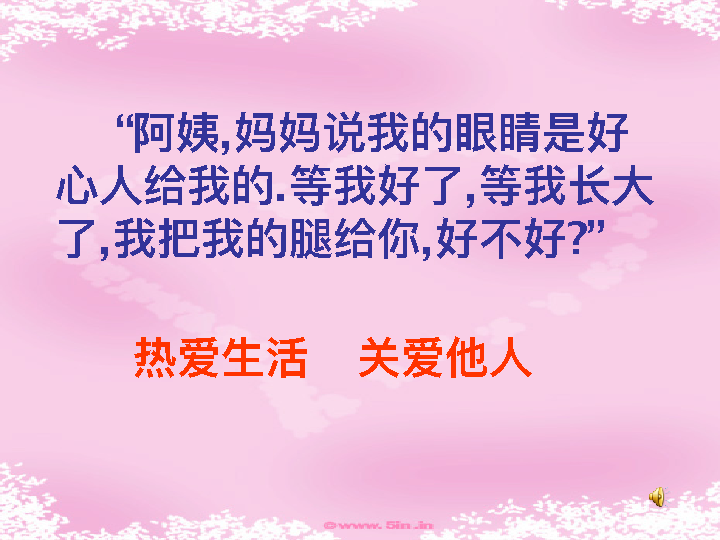 “阿姨,妈妈说我的眼睛是好
心人给我的.等我好了,等我长大
了,我把我的腿给你,好不好?”
热爱生活 关爱他人
©www.5in.in